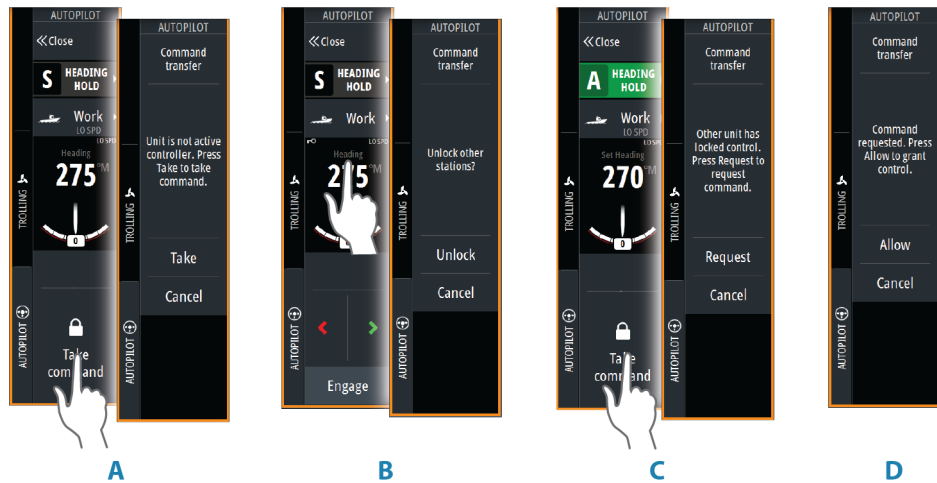 AUTOPILOT
Close
S HEADING
HOLD
Work
LO SPD
LO SPD
Heading
275 °M
0
TROLLING
AUTOPILOT
Take
command
AUTOPILOT
Command
transfer
Unit is not active
controller. Press
Take to take
command.
Take
Cancel
TROLLING
AUTOPILOT
A
AUTOPILOT
Close
S HEADING
HOLD
Work
LO SPD
Heading
275
TROLLING
AUTOPILOT
Engage
AUTOPILOT
Command
transfer
Unlock other
stations?
Unlock
Cancel
TROLLING
AUTOPILOT
B
AUTOPILOT
Close
A HEADING
HOLD
Work
LO SPD
LO SPD
Set Heading
270 °M
0
TROLLING
AUTOPILOT
Take
command
AUTOPILOT
Command
transfer
Other unit has
locked control.
Press Request to
request
command.
Request
Cancel
TROLLING
AUTOPILOT
C
AUTOPILOT
Command
transfer
Command
requested. Press
Allow to grant
control.
Allow
Cancel
TROLLING
AUTOPILOT
D